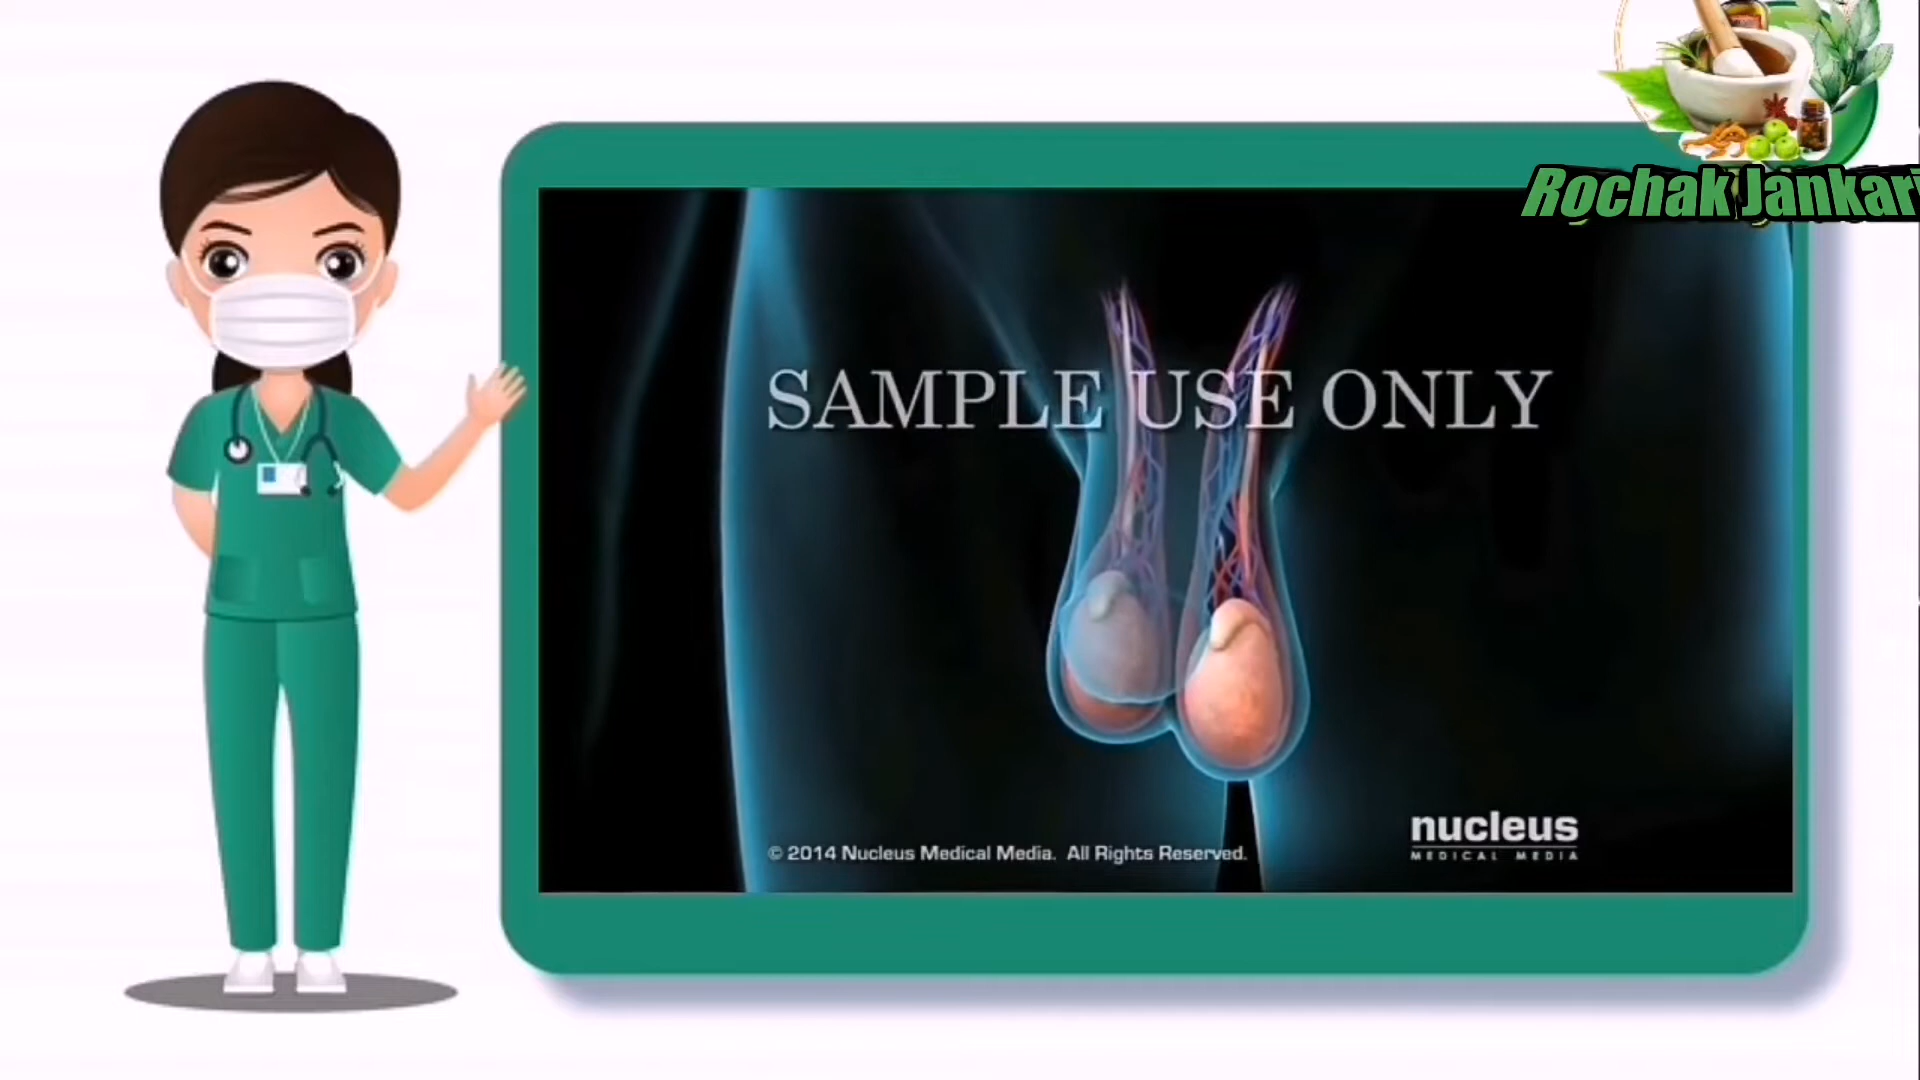 Rochak Jankari
SAMPLE USE ONLY
© 2014 Nucleus Medical Media. All Rights Reserved.
nucleus
MEDICAL MEDIA